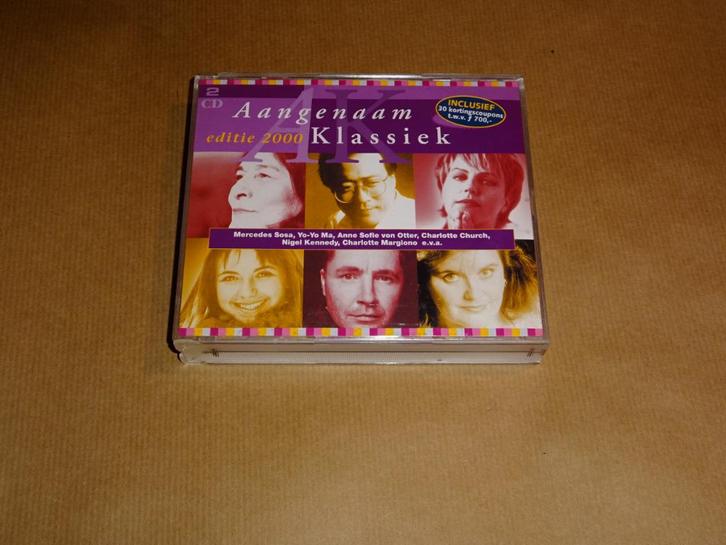 2
CD
Aangenaam
editie 2000 Klassiek
AK
INCLUSIEF
30 kortingscoupons
t.w.v. ƒ 700,-
Mercedes Sosa, Yo-Yo Ma, Anne Sofie von Otter, Charlotte Church,
Nigel Kennedy, Charlotte Margiono e.v.a.